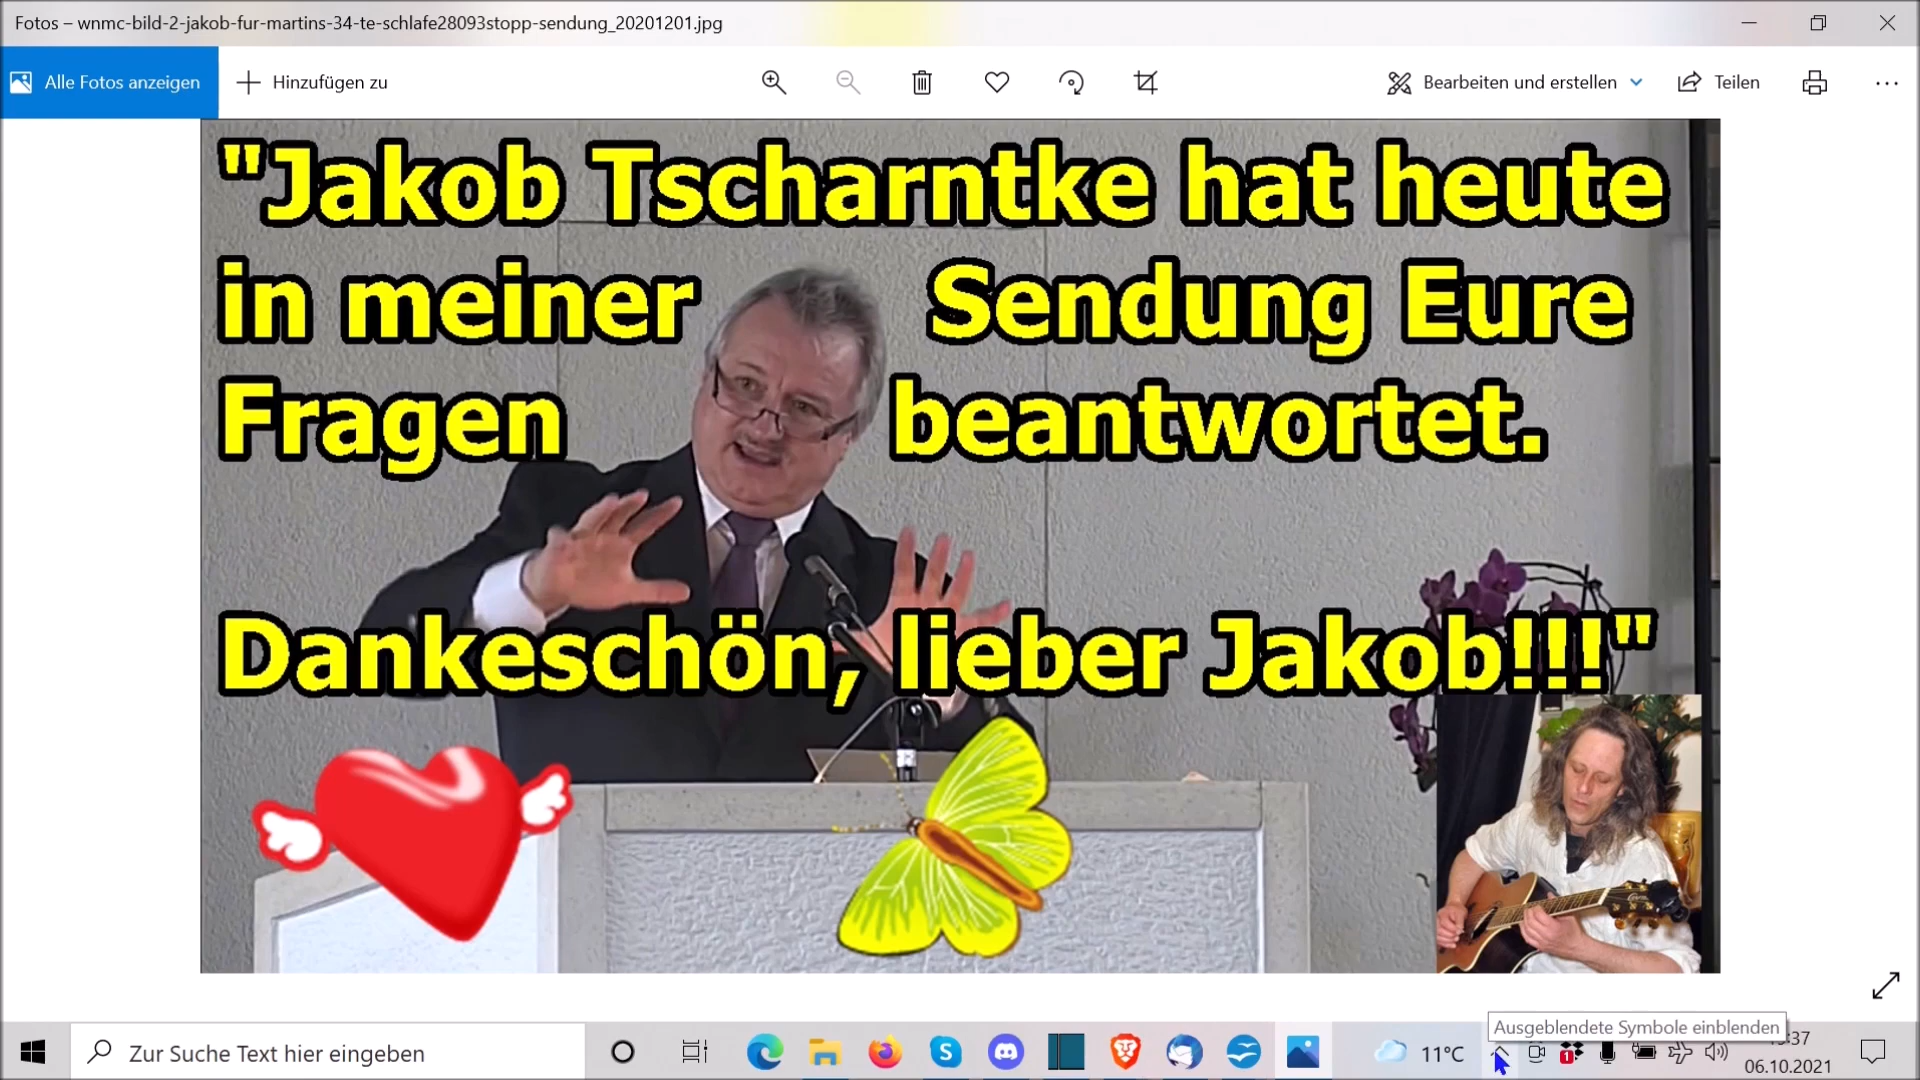 Fotos – wnmc-bild-2-jakob-fur-martins-34-te-schlafe28093stopp-sendung_20201201.jpg
Alle Fotos anzeigen
Hinzufügen zu
Bearbeiten und erstellen
Teilen
"Jakob Tscharntke hat heute
in meiner Sendung Eure
Fragen beantwortet.
Dankeschön, lieber Jakob!!!"
Ausgeblendete Symbole einblenden
Zur Suche Text hier eingeben
11°C
1
06.10.2021